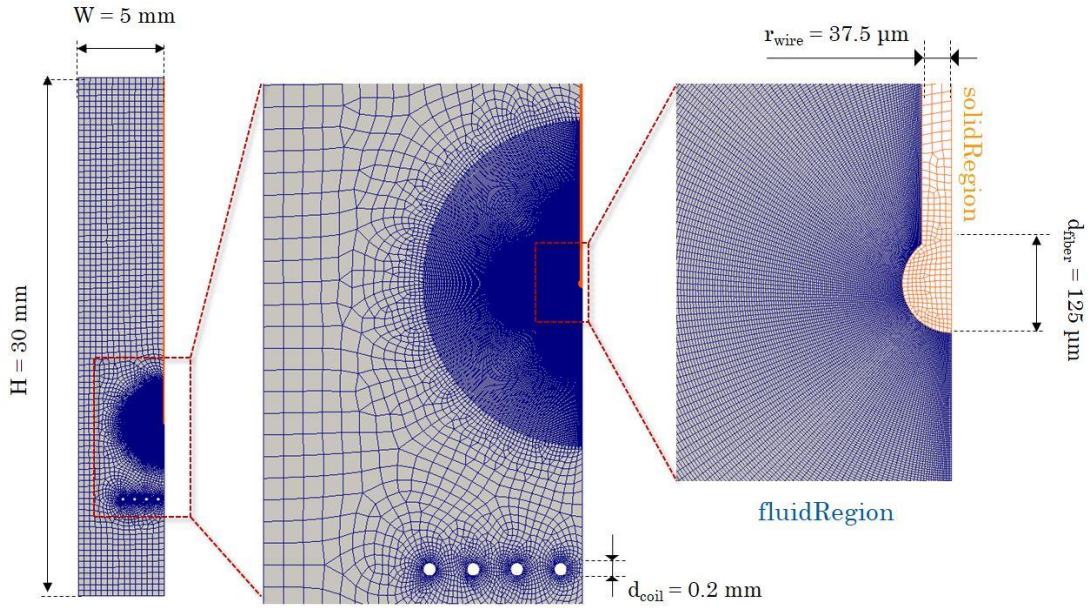 W = 5 mm
r_wire = 37.5 µm
solidRegion
H = 30 mm
d_fiber = 125 µm
fluidRegion
d_coil = 0.2 mm